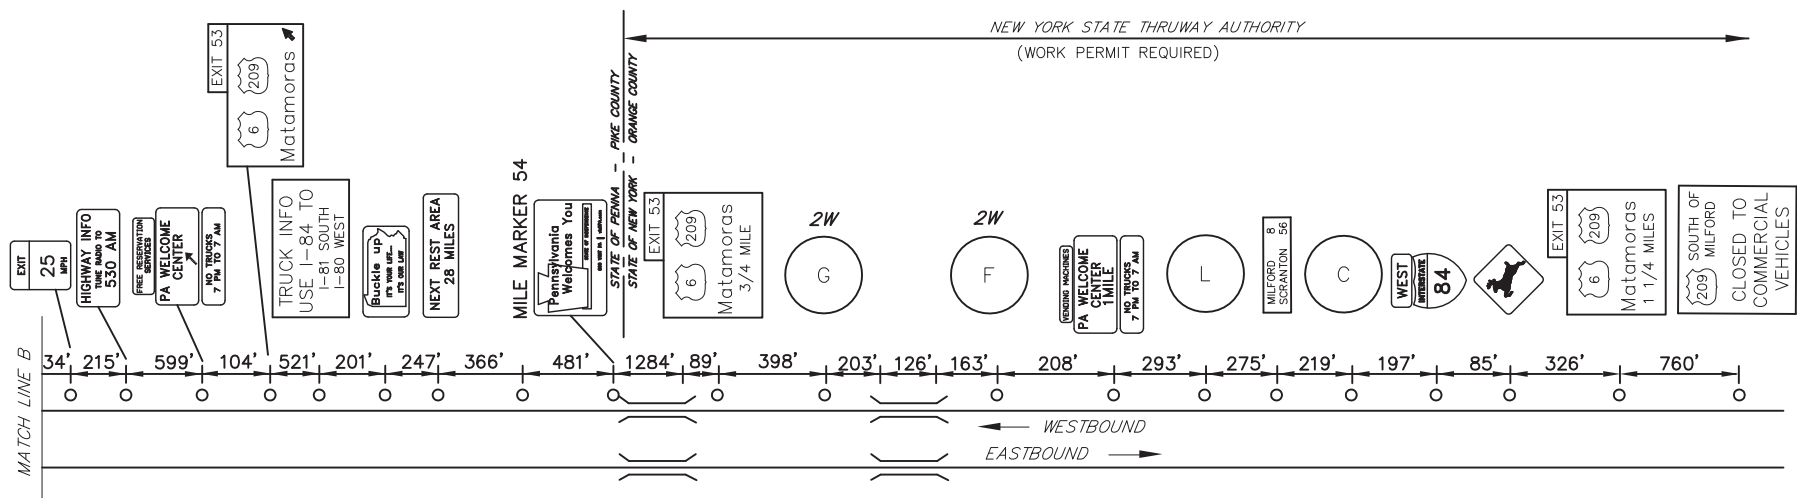 NEW YORK STATE THRUWAY AUTHORITY
(WORK PERMIT REQUIRED)
EXIT
25
MPH
HIGHWAY INFO
TUNE RADIO TO
530 AM
FREE RESERVATION
SERVICES
PA WELCOME
CENTER
NO TRUCKS
7 PM TO 7 AM
EXIT 53
6 209
Matamoras
TRUCK INFO
USE I-84 TO
I-81 SOUTH
I-80 WEST
Buckle up
IT'S YOUR LIFE...
IT'S OUR LAW
NEXT REST AREA
28 MILES
MILE MARKER 54
Pennsylvania
Welcomes You
STATE OF PENNA - PIKE COUNTY
STATE OF NEW YORK - ORANGE COUNTY
EXIT 53
6 209
Matamoras
3/4 MILE
2W
G
2W
F
VENDING MACHINES
PA WELCOME
CENTER
1MILE
NO TRUCKS
7 PM TO 7 AM
L
MILFORD 8
SCRANTON 56
C
WEST
INTERSTATE
84
EXIT 53
6 209
Matamoras
1 1/4 MILES
209 SOUTH OF
MILFORD
CLOSED TO
COMMERCIAL
VEHICLES
MATCH LINE B
34' 215' 599' 104' 521' 201' 247' 366' 481' 1284' 89' 398' 203' 126' 163' 208' 293' 275' 219' 197' 85' 326' 760'
WESTBOUND
EASTBOUND